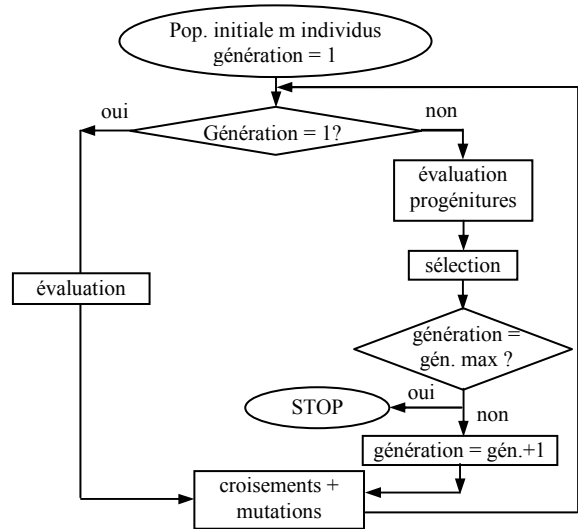 Pop. initiale m individus
génération = 1
oui
non
Génération = 1?
évaluation
progénitures
sélection
évaluation
génération =
gén. max ?
oui
STOP
non
génération = gén.+1
croisements +
mutations